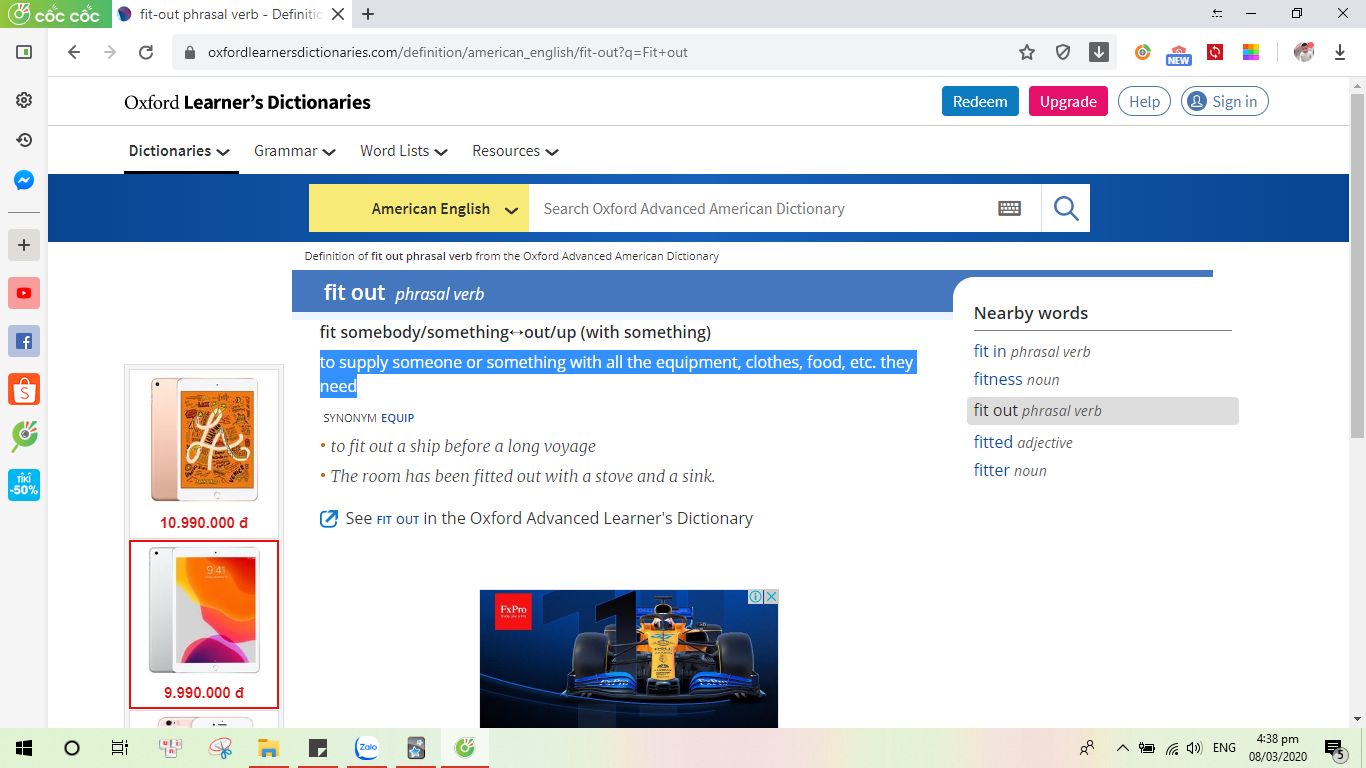 cốc cốc
fit-out phrasal verb - Definitic
oxfordlearnersdictionaries.com/definition/american_english/fit-out?q=Fit+out
NEW
Oxford Learner's Dictionaries
Redeem
Upgrade
Help
Sign in
Dictionaries
Grammar
Word Lists
Resources
American English
Search Oxford Advanced American Dictionary
Definition of fit out phrasal verb from the Oxford Advanced American Dictionary
fit out phrasal verb
fit somebody/something↔out/up (with something)
to supply someone or something with all the equipment, clothes, food, etc. they
need
SYNONYM EQUIP
• to fit out a ship before a long voyage
• The room has been fitted out with a stove and a sink.
See FIT OUT in the Oxford Advanced Learner's Dictionary
Nearby words
fit in phrasal verb
fitness noun
fit out phrasal verb
fitted adjective
fitter noun
TIKI
-50%
10.990.000 đ
9:41
9.990.000 đ
FxPro
Trade Like a Pro
Zalo
ENG
4:38 pm
08/03/2020
5